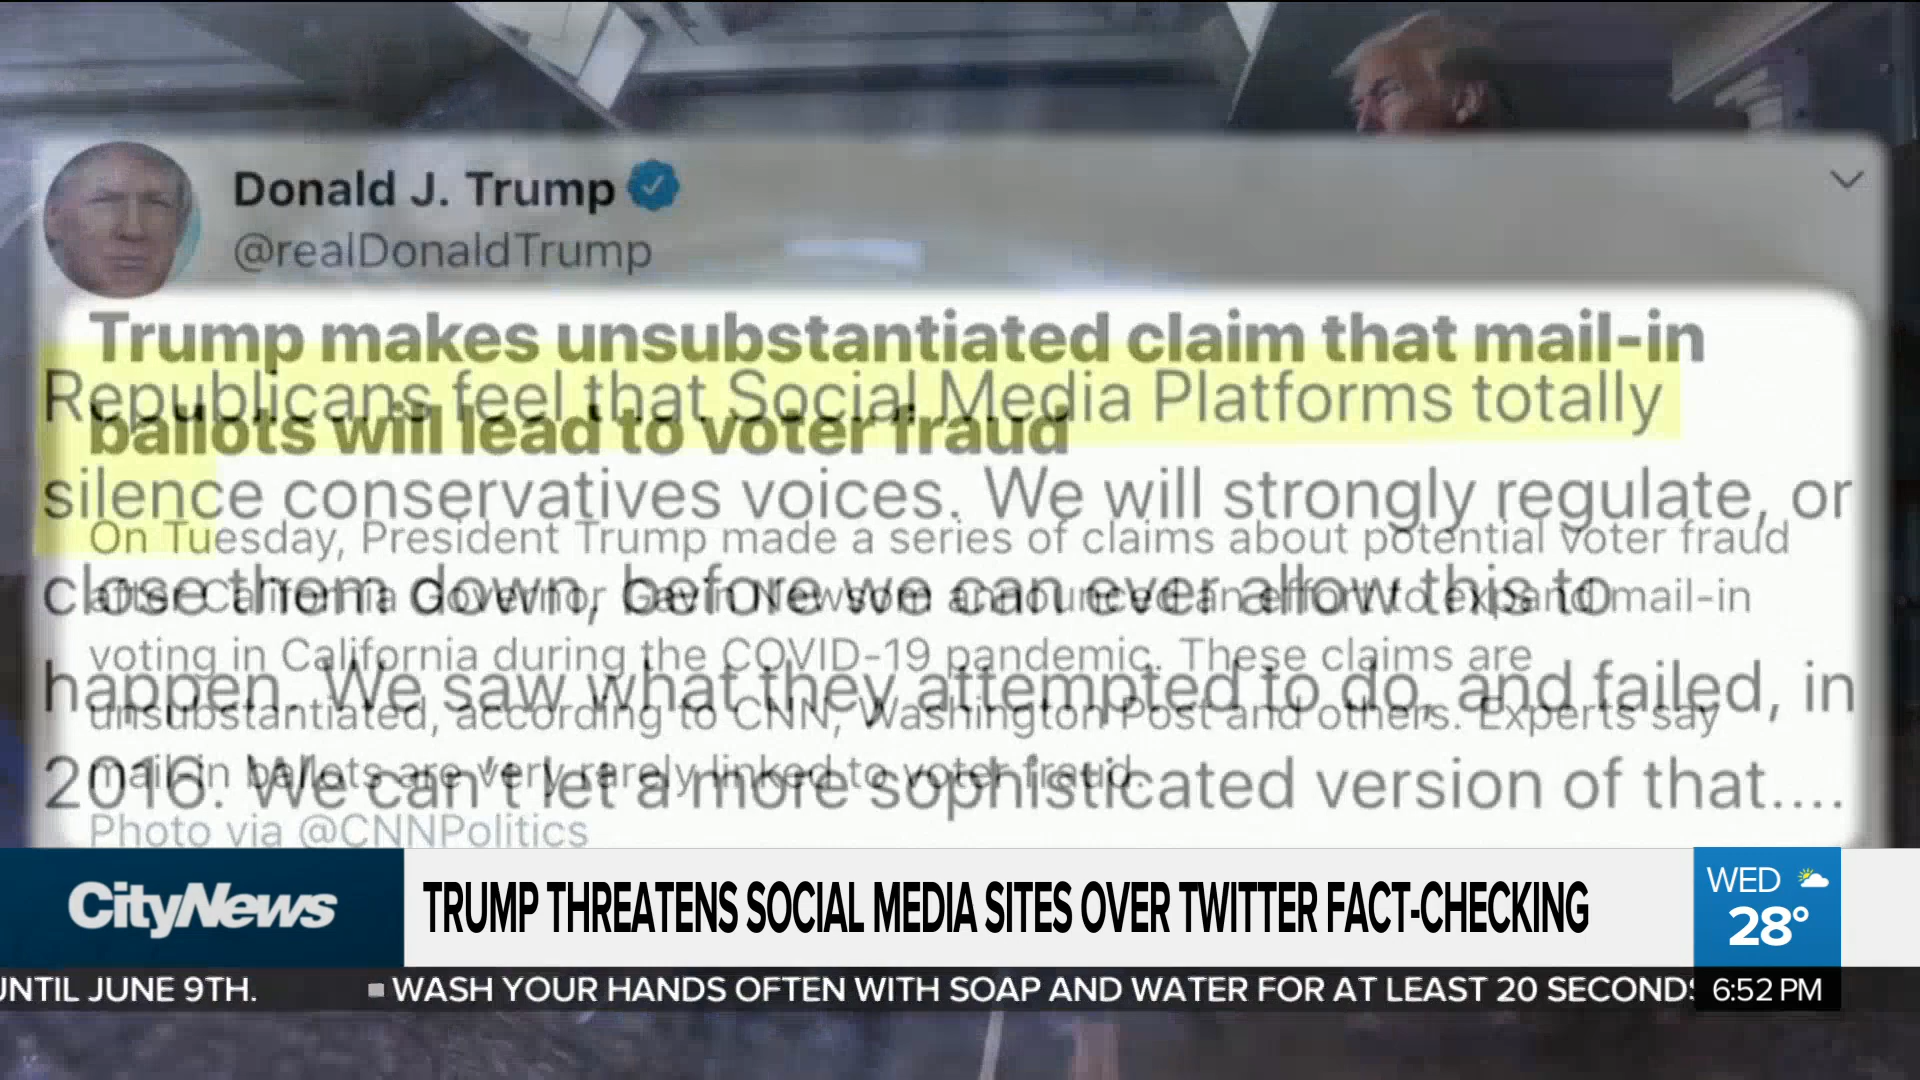 Donald J. Trump
@realDonaldTrump
Trump makes unsubstantiated claim that mail-in
ballots will lead to voter fraud
Republicans feel that Social Media Platforms totally
silence conservatives voices. We will strongly regulate, or
close them down, before we can ever allow this to
happen. We saw what they attempted to do, and failed, in
2016. We can't let a more sophisticated version of that....
On Tuesday, President Trump made a series of claims about potential voter fraud
after California Governor Gavin Newsom announced an effort to expand mail-in
voting in California during the COVID-19 pandemic. These claims are
unsubstantiated, according to CNN, Washington Post and others. Experts say
mail-in ballots are very rarely linked to voter fraud.
Photo via @CNNPolitics
CityNews
TRUMP THREATENS SOCIAL MEDIA SITES OVER TWITTER FACT-CHECKING
WED
28°
UNTIL JUNE 9TH.
WASH YOUR HANDS OFTEN WITH SOAP AND WATER FOR AT LEAST 20 SECONDS
6:52 PM